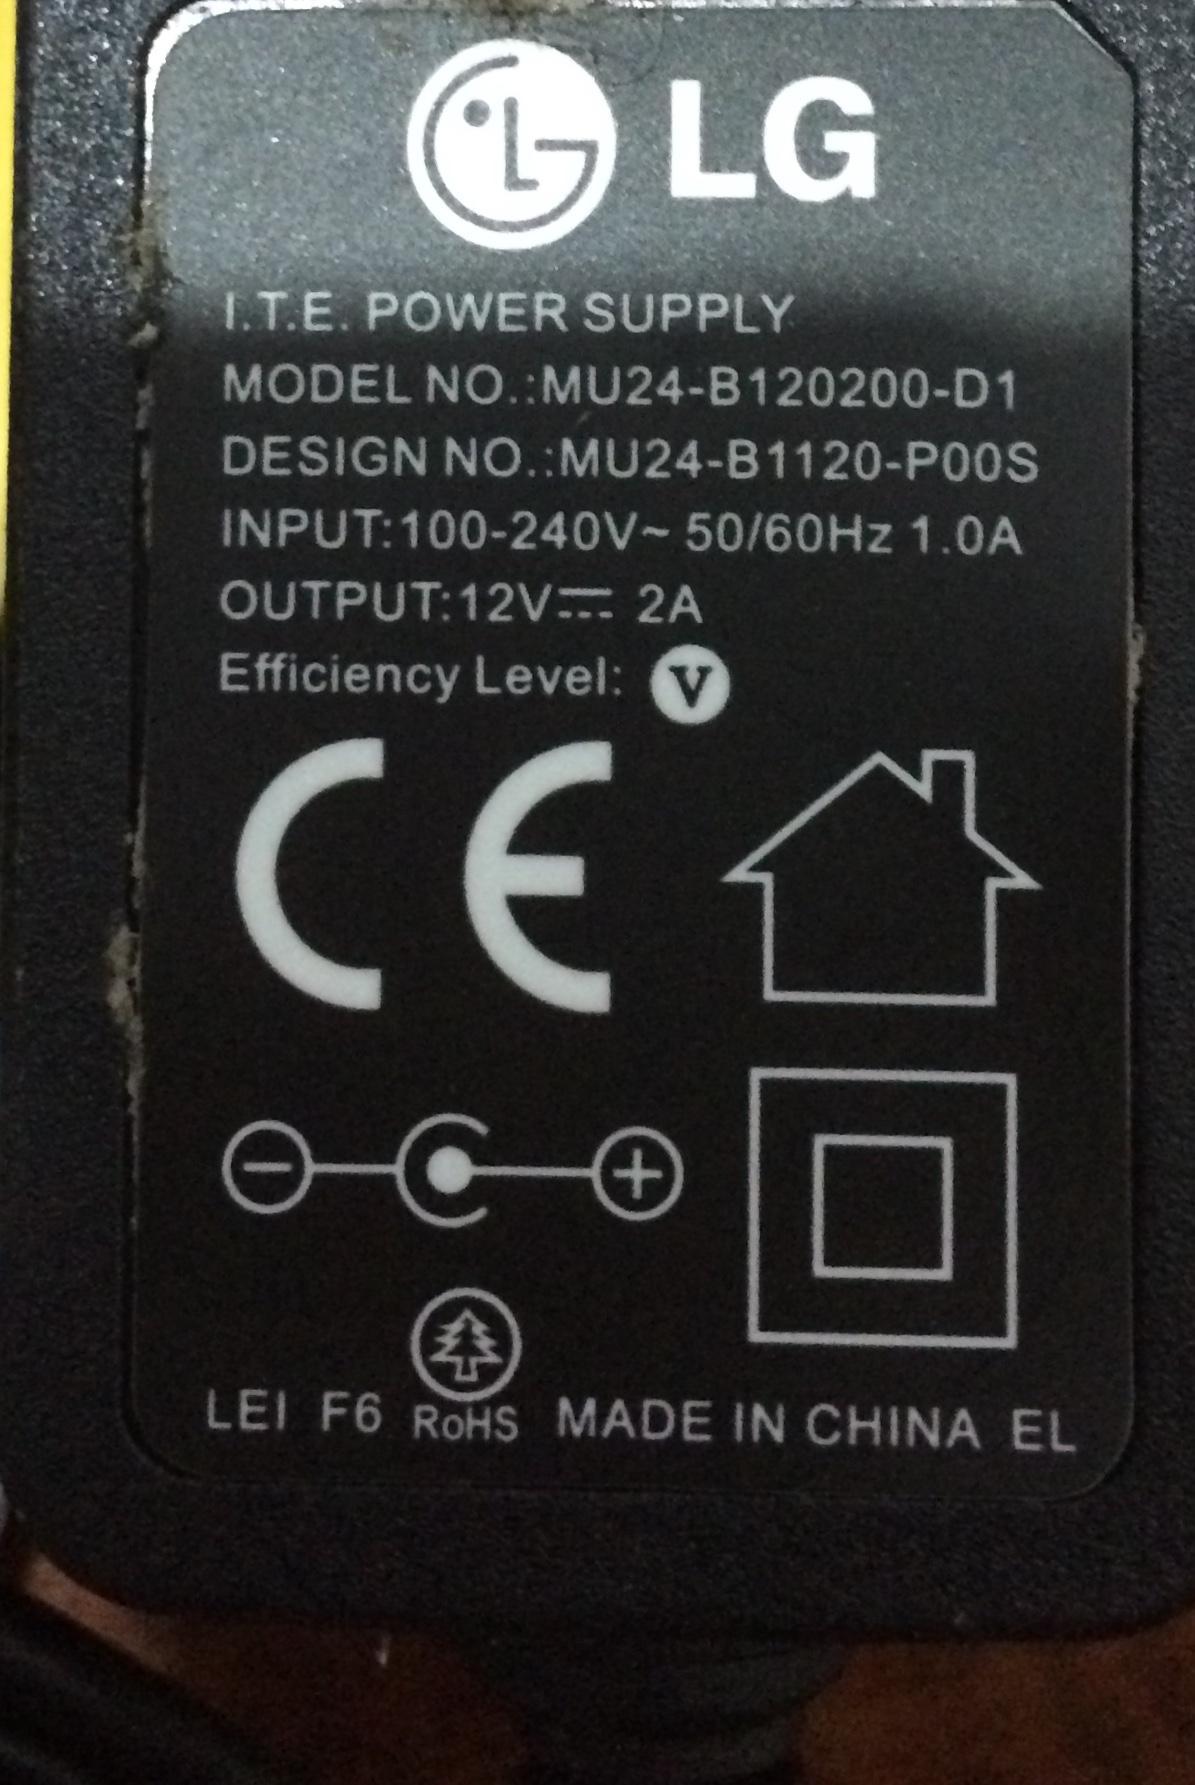 LG
I.T.E. POWER SUPPLY
MODEL NO.:MU24-B120200-D1
DESIGN NO.:MU24-B1120-P00S
INPUT:100-240V~ 50/60Hz 1.0A
OUTPUT:12V⎓ 2A
Efficiency Level: V
CE
LEI F6 RoHS MADE IN CHINA EL